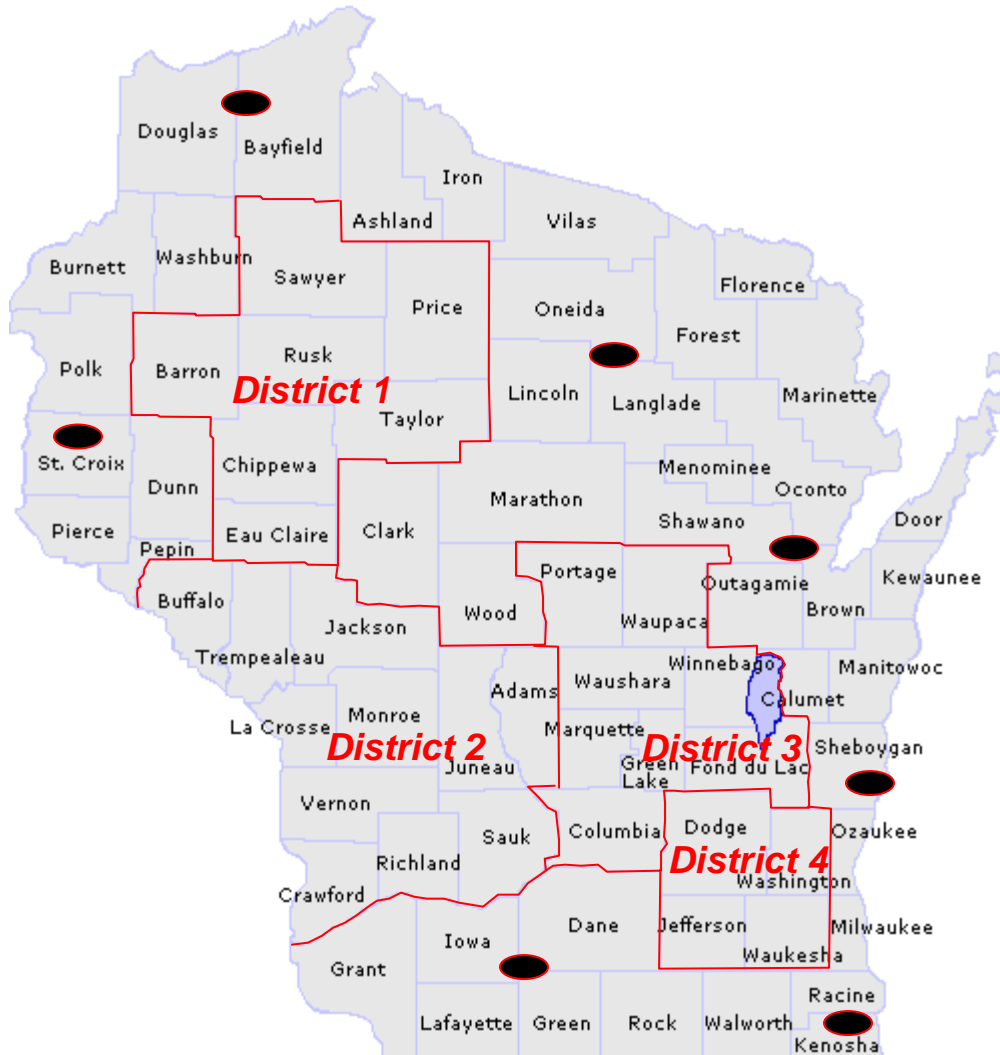 Douglas
Bayfield
Iron
Ashland
Vilas
Washburn
Burnett
Sawyer
Florence
Price
Oneida
Forest
Rusk
Polk
Barron
District 1
Lincoln
Marinette
Langlade
Taylor
St. Croix
Chippewa
Menominee
Dunn
Marathon
Oconto
Shawano
Door
Pierce
Eau Claire
Clark
Pepin
Portage
Outagamie
Kewaunee
Buffalo
Wood
Brown
Jackson
Waupaca
Trempealeau
Winnebago
Manitowoc
Waushara
Adams
Calumet
Monroe
La Crosse
Marquette
District 2
District 3
Sheboygan
Juneau
Green
Lake
Fond du Lac
Vernon
Sauk
Columbia
Dodge
Ozaukee
Richland
District 4
Washington
Crawford
Dane
Jefferson
Milwaukee
Iowa
Waukesha
Grant
Racine
Lafayette
Green
Rock
Walworth
Kenosha